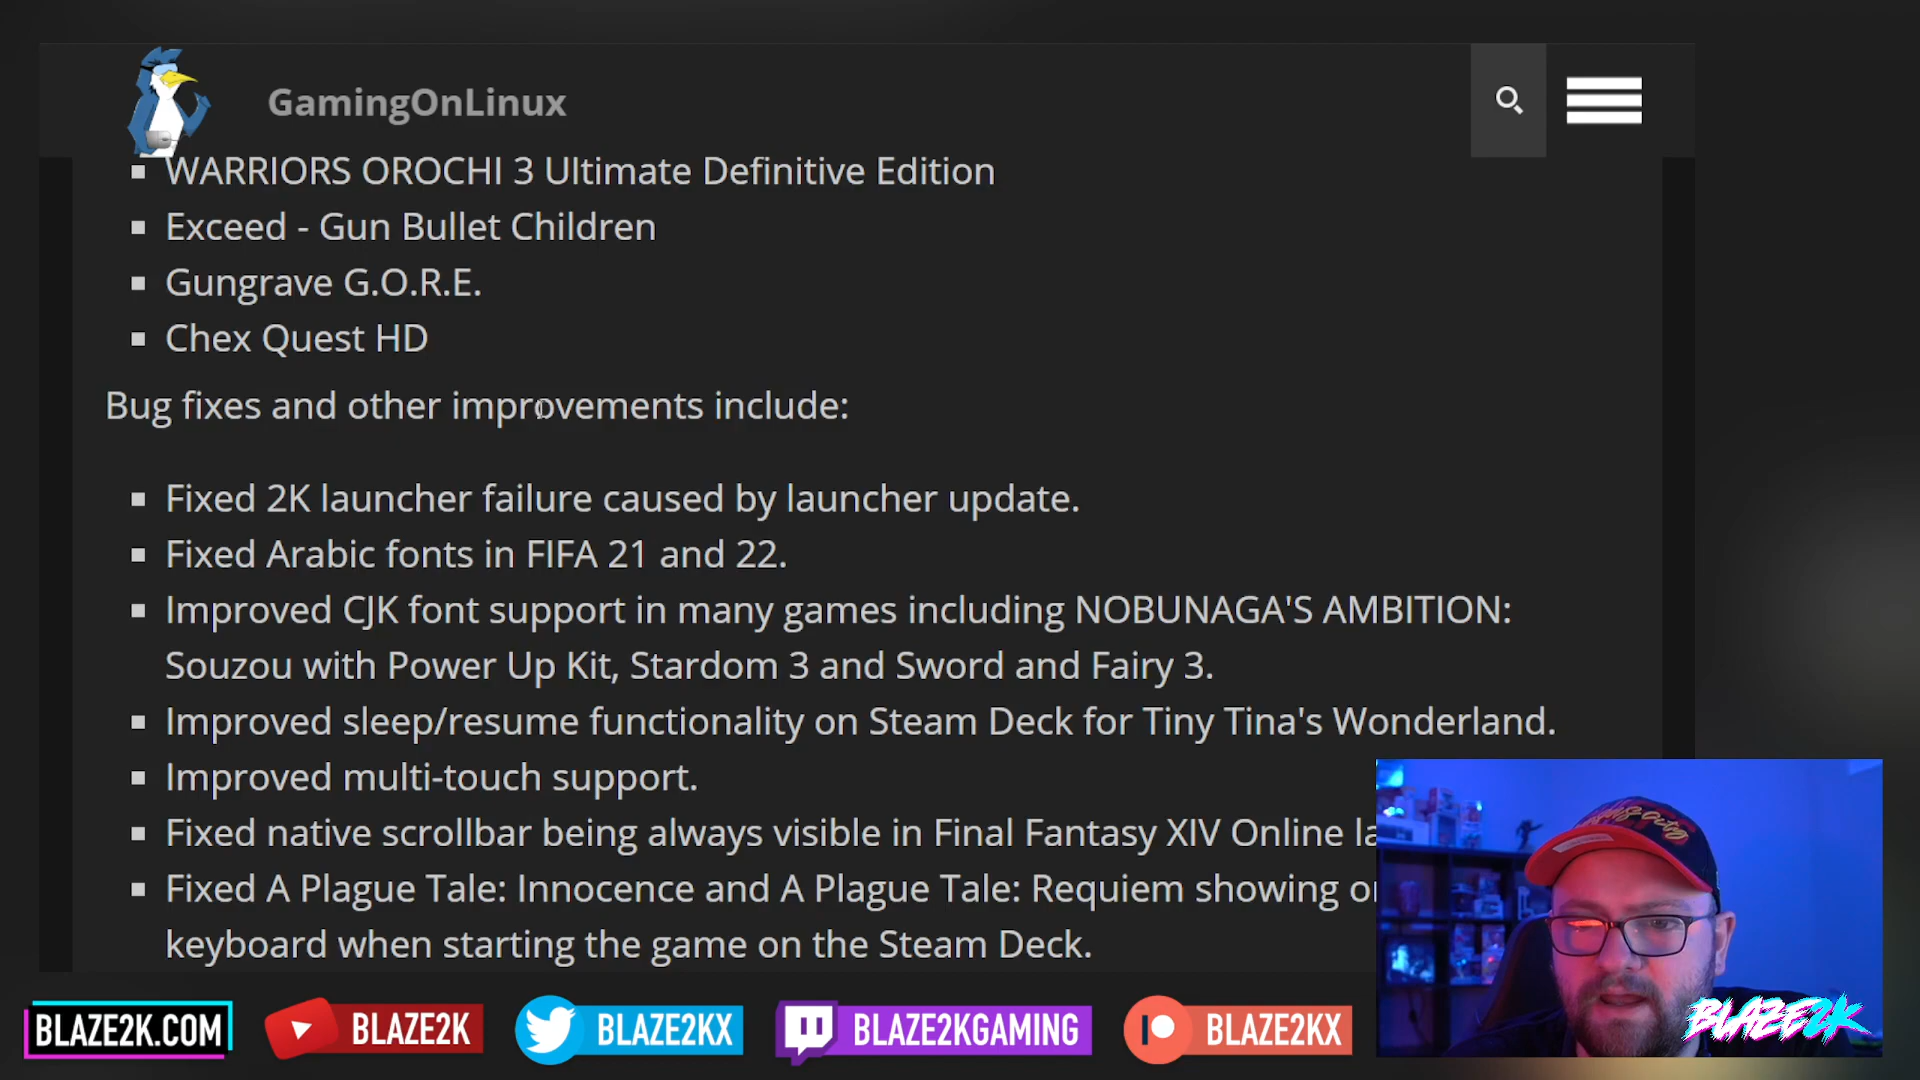 GamingOnLinux
WARRIORS OROCHI 3 Ultimate Definitive Edition
Exceed - Gun Bullet Children
Gungrave G.O.R.E.
Chex Quest HD
Bug fixes and other improvements include:
Fixed 2K launcher failure caused by launcher update.
Fixed Arabic fonts in FIFA 21 and 22.
Improved CJK font support in many games including NOBUNAGA'S AMBITION:
Souzou with Power Up Kit, Stardom 3 and Sword and Fairy 3.
Improved sleep/resume functionality on Steam Deck for Tiny Tina's Wonderland.
Improved multi-touch support.
Fixed native scrollbar being always visible in Final Fantasy XIV Online
Fixed A Plague Tale: Innocence and A Plague Tale: Requiem showing
keyboard when starting the game on the Steam Deck.
BLAZE2K.COM
BLAZE2K
BLAZE2KX
BLAZE2KGAMING
BLAZE2KX
BLAZE2K